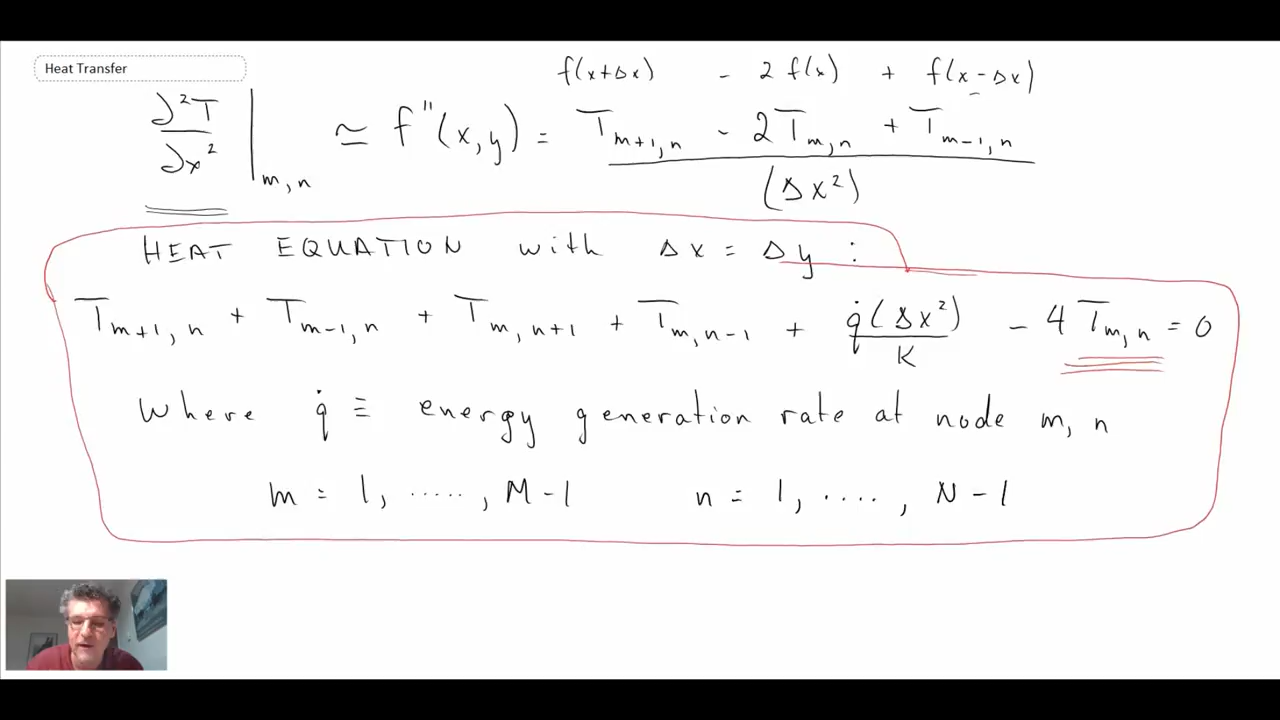 Heat Transfer
f(x+Δx) - 2 f(x) + f(x-Δx)
∂²T/∂x² |m,n ≃ f''(x,y) = (Tm+1,n - 2Tm,n + Tm-1,n)/(Δx²)
HEAT EQUATION with Δx = Δy :
Tm+1,n + Tm-1,n + Tm,n+1 + Tm,n-1 + q̇(Δx²)/K - 4Tm,n = 0
Where q̇ ≡ energy generation rate at node m, n
m = 1, ....., M-1 n = 1, ...., N-1